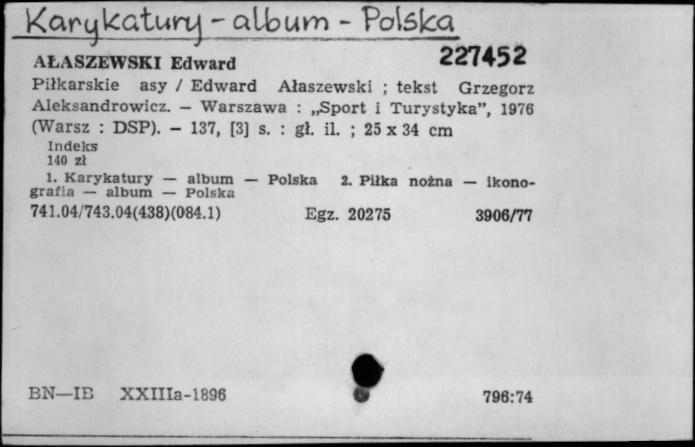 Karykatury - album - Polska
227452
AŁASZEWSKI Edward
Piłkarskie asy / Edward Ałaszewski ; tekst Grzegorz
Aleksandrowicz. — Warszawa : „Sport i Turystyka”, 1976
(Warsz : DSP). — 137, [3] s. : gł. il. ; 25 x 34 cm
Indeks
140 zł
1. Karykatury — album — Polska 2. Piłka nożna — ikono-
grafia — album — Polska
741.04/743.04(438)(084.1) Egz. 20275 3906/77
BN—IB XXIIIa-1896 796:74